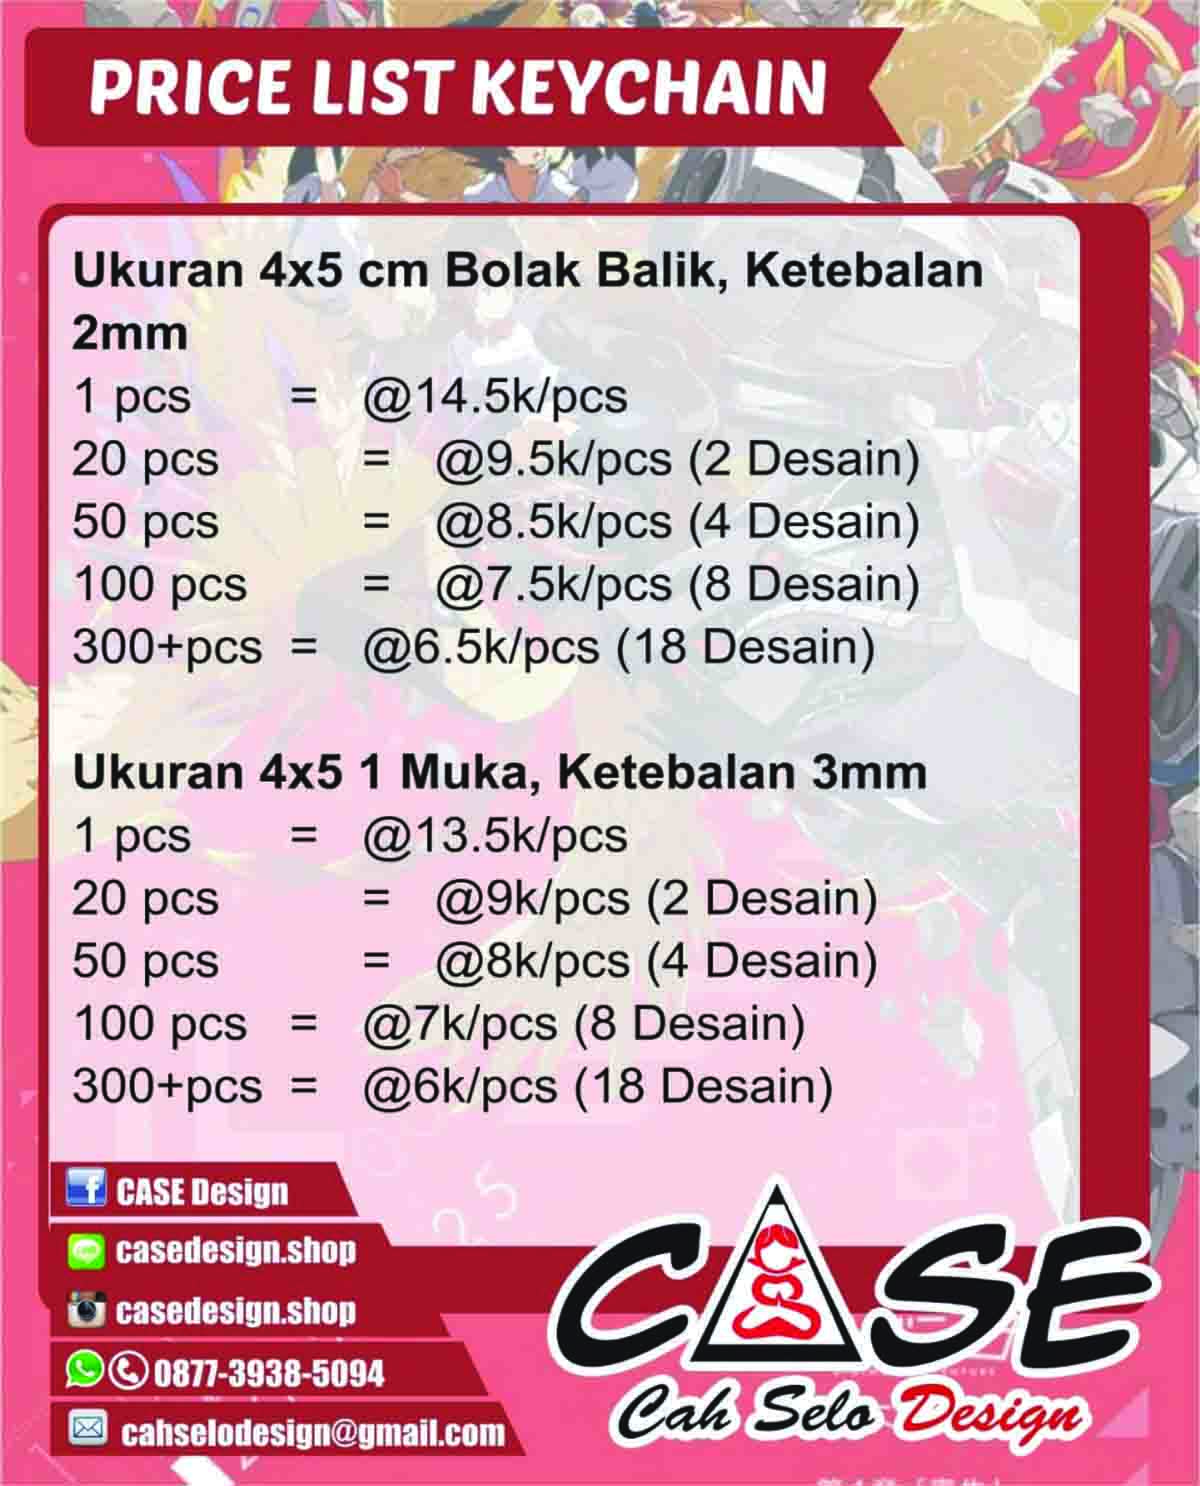 PRICE LIST KEYCHAIN
Ukuran 4x5 cm Bolak Balik, Ketebalan
2mm
1 pcs = @14.5k/pcs
20 pcs = @9.5k/pcs (2 Desain)
50 pcs = @8.5k/pcs (4 Desain)
100 pcs = @7.5k/pcs (8 Desain)
300+pcs = @6.5k/pcs (18 Desain)
Ukuran 4x5 1 Muka, Ketebalan 3mm
1 pcs = @13.5k/pcs
20 pcs = @9k/pcs (2 Desain)
50 pcs = @8k/pcs (4 Desain)
100 pcs = @7k/pcs (8 Desain)
300+pcs = @6k/pcs (18 Desain)
CASE Design
casedesign.shop
casedesign.shop
0877-3938-5094
cahselodesign@gmail.com
CASE
Cah Selo Design